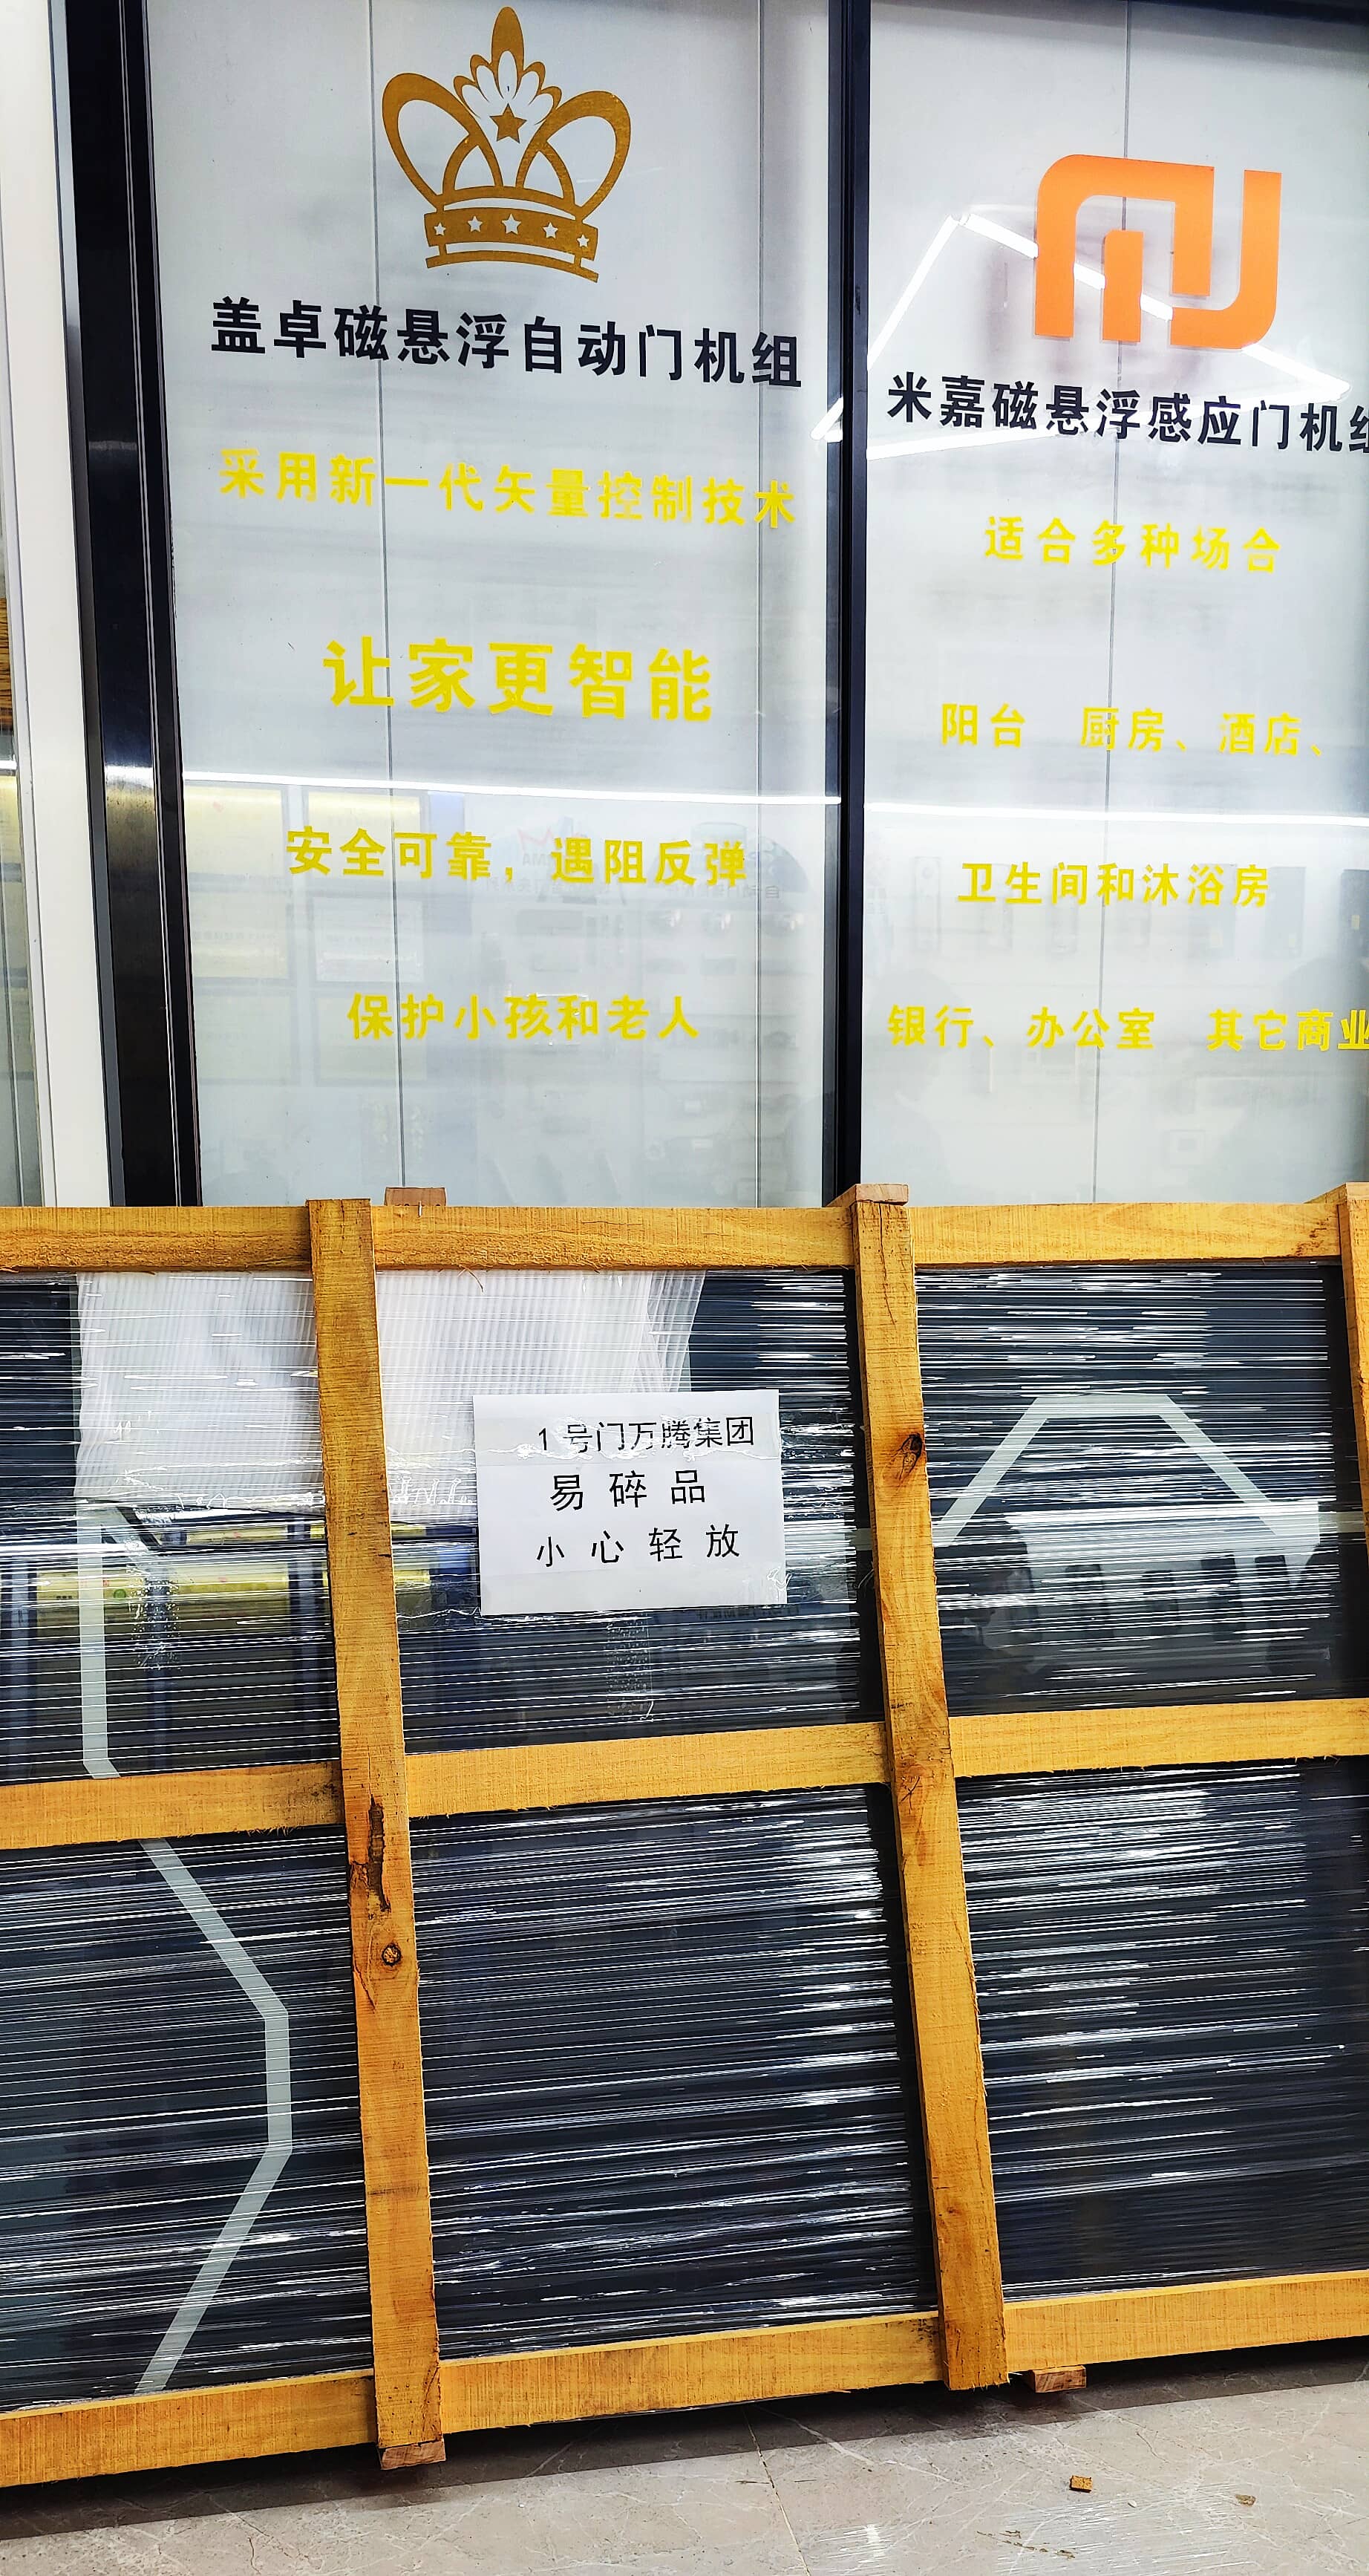 盖卓磁悬浮自动门机组
采用新一代矢量控制技术
让家更智能
安全可靠，遇阻反弹
保护小孩和老人
米嘉磁悬浮感应门机组
适合多种场合
阳台 厨房、酒店、
卫生间和沐浴房
银行、办公室 其它商业
1号门万腾集团
易碎品
小心轻放